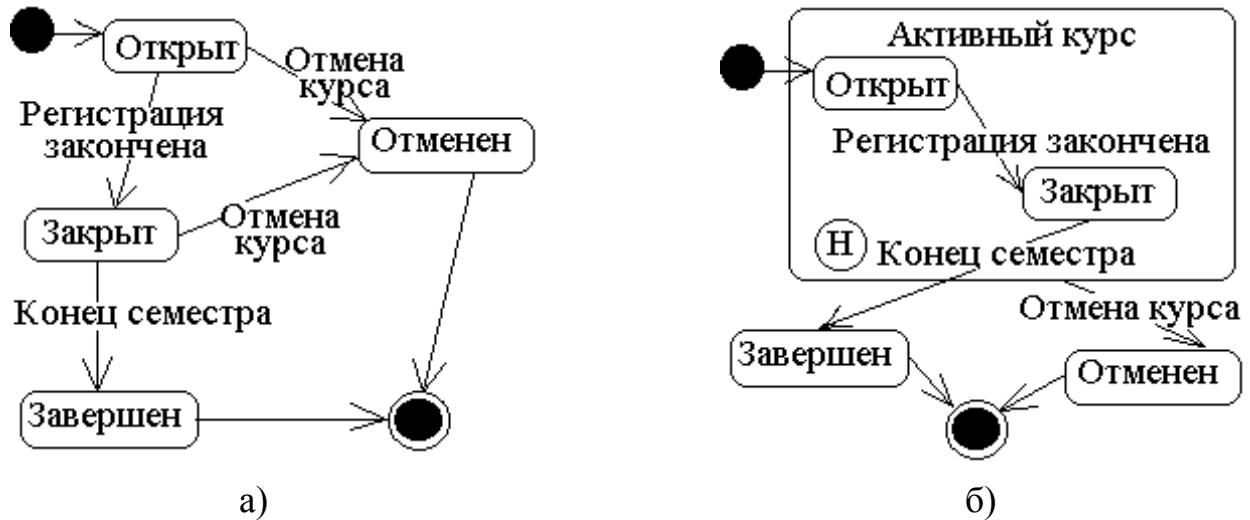 Открыт
Отмена
курса
Регистрация
закончена
Отменен
Закрыт
Отмена
курса
Конец семестра
Завершен
а)
Активный курс
Открыт
Регистрация закончена
Закрыт
Н
Конец семестра
Отмена курса
Завершен
Отменен
б)